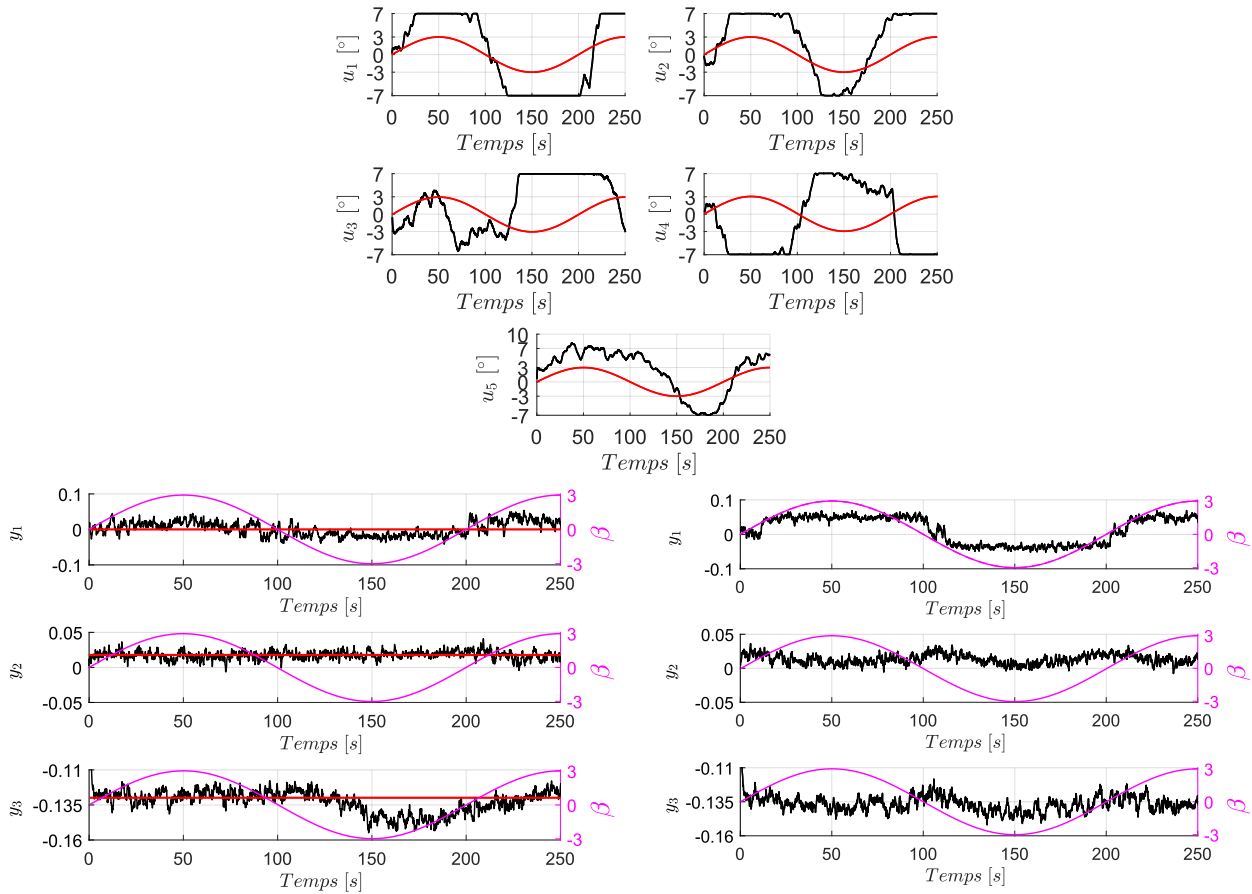 7 7
3 3
0 0
-3 -3
-7 -7
u1 [°] u2 [°]
0 50 100 150 200 250 0 50 100 150 200 250
Temps [s] Temps [s]
7 7
3 3
0 0
-3 -3
-7 -7
u3 [°] u4 [°]
0 50 100 150 200 250 0 50 100 150 200 250
Temps [s] Temps [s]
10
7
3
0
-3
-7
u5 [°]
0 50 100 150 200 250
Temps [s]
0.1 3 0.1 3
y1 0 0 β y1 0 0 β
-0.1 -3 -0.1 -3
0 50 100 150 200 250 0 50 100 150 200 250
Temps [s] Temps [s]
0.05 3 0.05 3
y2 0 0 β y2 0 0 β
-0.05 -3 -0.05 -3
0 50 100 150 200 250 0 50 100 150 200 250
Temps [s] Temps [s]
-0.11 3 -0.11 3
y3 -0.135 0 β y3 -0.135 0 β
-0.16 -3 -0.16 -3
0 50 100 150 200 250 0 50 100 150 200 250
Temps [s] Temps [s]